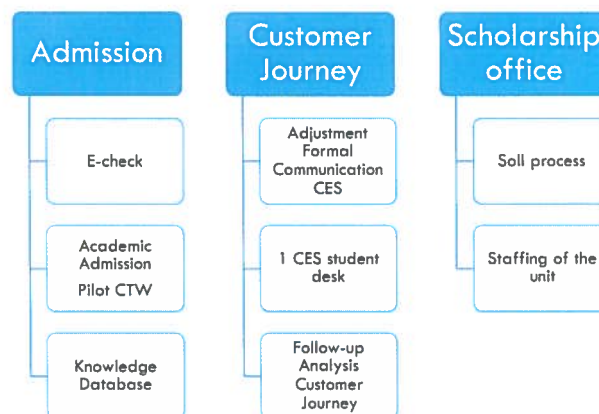 Admission
E-check
Academic
Admission
Pilot CTW
Knowledge
Database
Customer
Journey
Adjustment
Formal
Communication
CES
1 CES student
desk
Follow-up
Analysis
Customer
Journey
Scholarship
office
Soll process
Staffing of the
unit